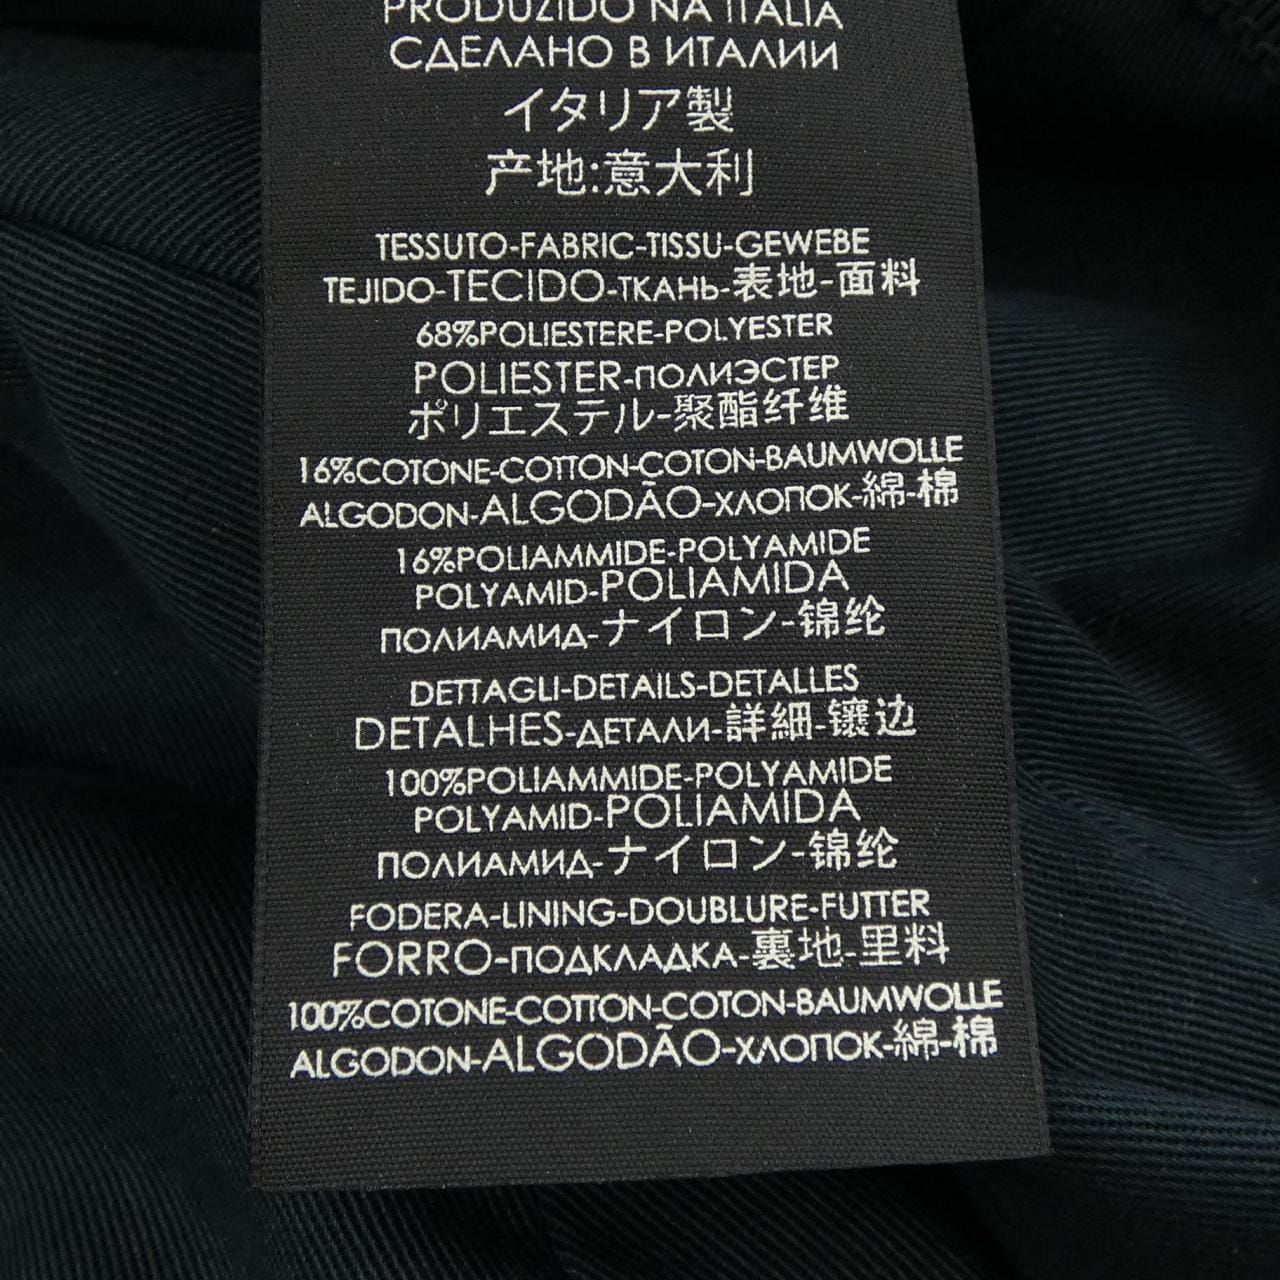 PRODUZIDO NA ITALIA
СДЕЛАНО В ИТАЛИИ
イタリア製
产地:意大利
TESSUTO-FABRIC-TISSU-GEWEBE
TEJIDO-TECIDO-ТКАНЬ-表地-面料
68%POLIESTERE-POLYESTER
POLIESTER-ПОЛИЭСТЕР
ポリエステル-聚酯纤维
16%COTONE-COTTON-COTON-BAUMWOLLE
ALGODON-ALGODÃO-ХЛОПОК-綿-棉
16%POLIAMMIDE-POLYAMIDE
POLYAMID-POLIAMIDA
ПОЛИАМИД-ナイロン-锦纶
DETTAGLI-DETAILS-DETALLES
DETALHES-ДЕТАЛИ-詳細-镶边
100%POLIAMMIDE-POLYAMIDE
POLYAMID-POLIAMIDA
ПОЛИАМИД-ナイロン-锦纶
FODERA-LINING-DOUBLURE-FUTTER
FORRO-ПОДКЛАДКА-裏地-里料
100%COTONE-COTTON-COTON-BAUMWOLLE
ALGODON-ALGODÃO-ХЛОПОК-綿-棉